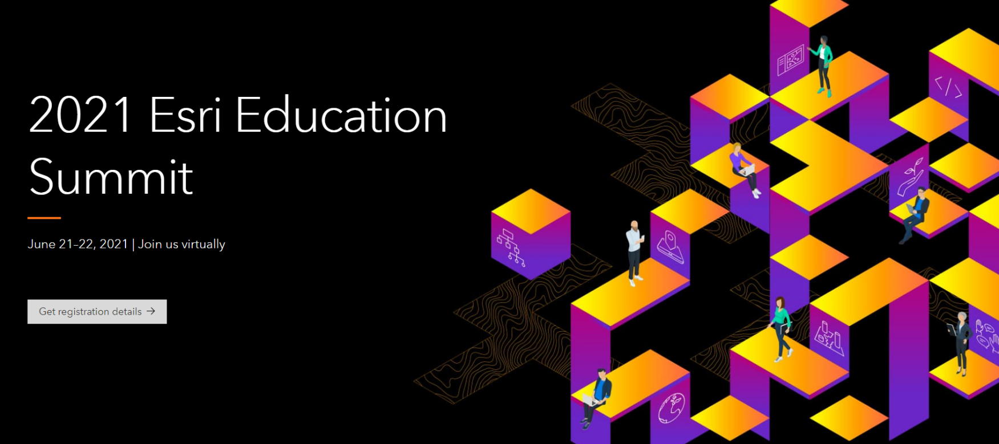 2021 Esri Education
Summit
June 21–22, 2021 | Join us virtually
Get registration details →